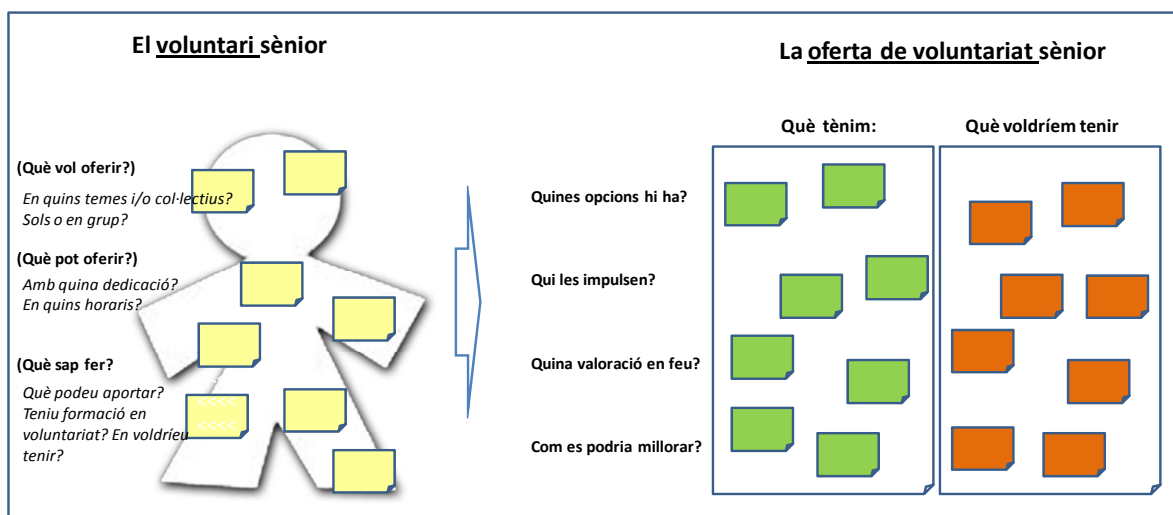 El voluntari sènior
(Què vol oferir?)
En quins temes i/o col·lectius?
Sols o en grup?
(Què pot oferir?)
Amb quina dedicació?
En quins horaris?
(Què sap fer?
Què podeu aportar?
Teniu formació en
voluntariat? En voldríeu
tenir?
<<<<
<<<<
La oferta de voluntariat sènior
Què tènim:
Què voldríem tenir
Quines opcions hi ha?
Qui les impulsen?
Quina valoració en feu?
Com es podria millorar?